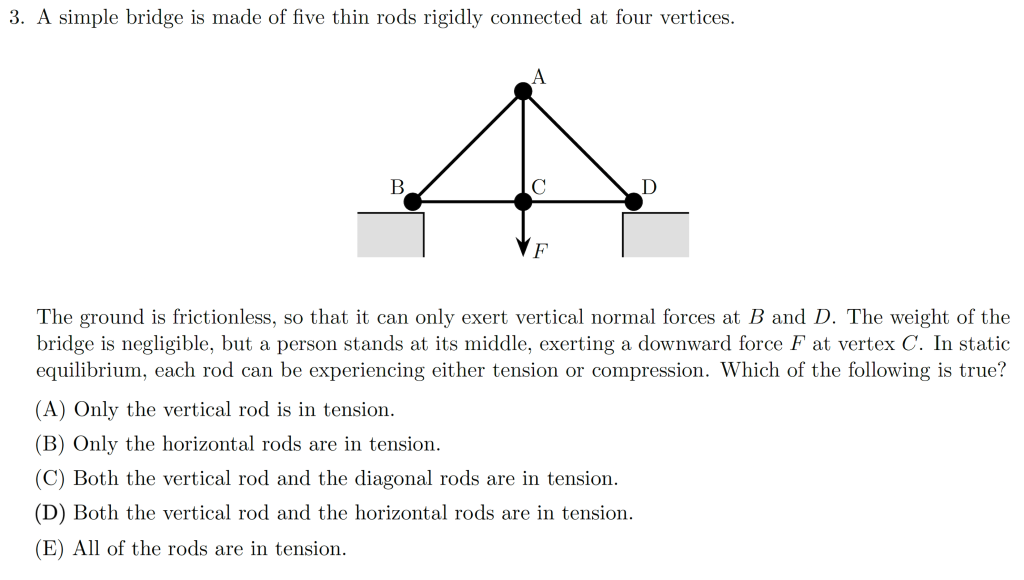 3. A simple bridge is made of five thin rods rigidly connected at four vertices.
A
B
C
D
F
The ground is frictionless, so that it can only exert vertical normal forces at B and D. The weight of the
bridge is negligible, but a person stands at its middle, exerting a downward force F at vertex C. In static
equilibrium, each rod can be experiencing either tension or compression. Which of the following is true?
(A) Only the vertical rod is in tension.
(B) Only the horizontal rods are in tension.
(C) Both the vertical rod and the diagonal rods are in tension.
(D) Both the vertical rod and the horizontal rods are in tension.
(E) All of the rods are in tension.